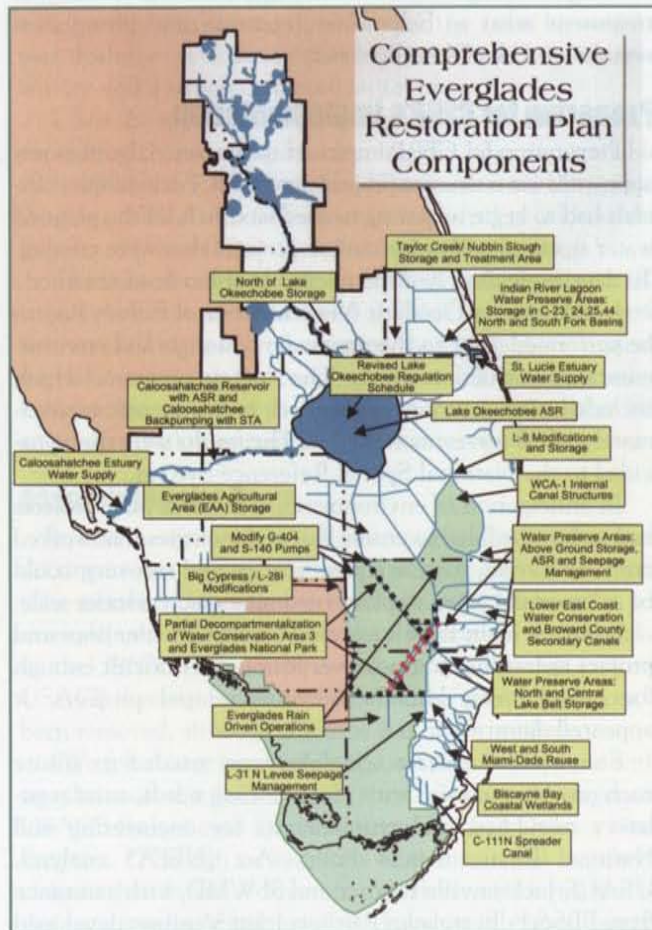 Comprehensive
Everglades
Restoration Plan
Components
Taylor Creek/ Nubbin Slough
Storage and Treatment Area
North of Lake
Okeechobee Storage
Indian River Lagoon
Water Preserve Areas:
Storage in C-23, 24,25,44
North and South Fork Basins
Caloosahatchee Reservoir
with ASR and
Caloosahatchee
Backpumping with STA
Revised Lake
Okeechobee Regulation
Schedule
St. Lucie Estuary
Water Supply
Lake Okeechobee ASR
L-8 Modifications
and Storage
Caloosahatchee Estuary
Water Supply
Everglades Agricultural
Area (EAA) Storage
WCA-1 Internal
Canal Structures
Modify G-404
and S-140 Pumps
Water Preserve Areas:
Above Ground Storage,
ASR and Seepage
Management
Big Cypress / L-28I
Modifications
Partial Decompartmentalization
of Water Conservation Area 3
and Everglades National Park
Lower East Coast
Water Conservation
and Broward County
Secondary Canals
Water Preserve Areas:
North and Central
Lake Belt Storage
Everglades Rain
Driven Operations
West and South
Miami-Dade Reuse
L-31 N Levee Seepage
Management
Biscayne Bay
Coastal Wetlands
C-111N Spreader
Canal